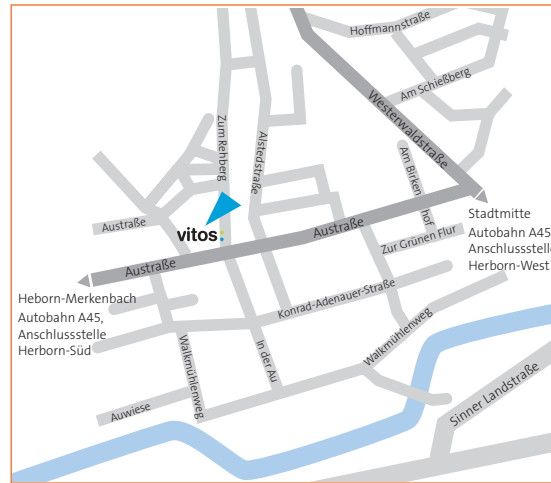 Hoffmannstraße
Am Schießberg
Westerwaldstraße
Zum Rehberg
Alstedstraße
Am Birken
hof
Stadtmitte
Autobahn A45
Anschlussstelle
Herborn-West
Austraße
vitos:
Austraße
Zur Grünen Flur
Austraße
Heborn-Merkenbach
Autobahn A45,
Anschlussstelle
Herborn-Süd
Konrad-Adenauer-Straße
Walkmühlenweg
In der Au
Walkmühlenweg
Auwiese
Sinner Landstraße